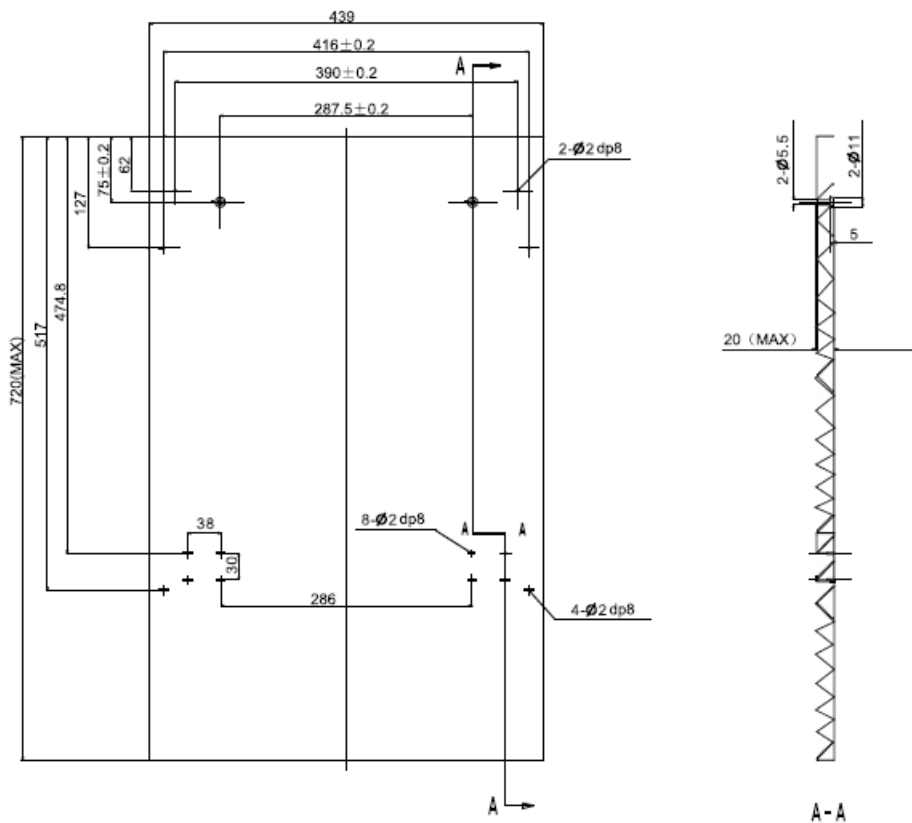 439
416±0.2
A
390±0.2
287.5±0.2
2-Ø2 dp8
62
75±0.2
127
474.8
517
720(MAX)
2-Ø5.5
2-Ø11
5
20（MAX）
38
8-Ø2 dp8
A
A
30
286
4-Ø2 dp8
A
A-A